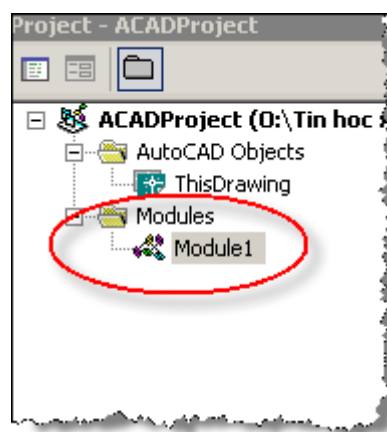 Project - ACADProject
ACADProject (O:\Tin hoc
AutoCAD Objects
ThisDrawing
Modules
Module1